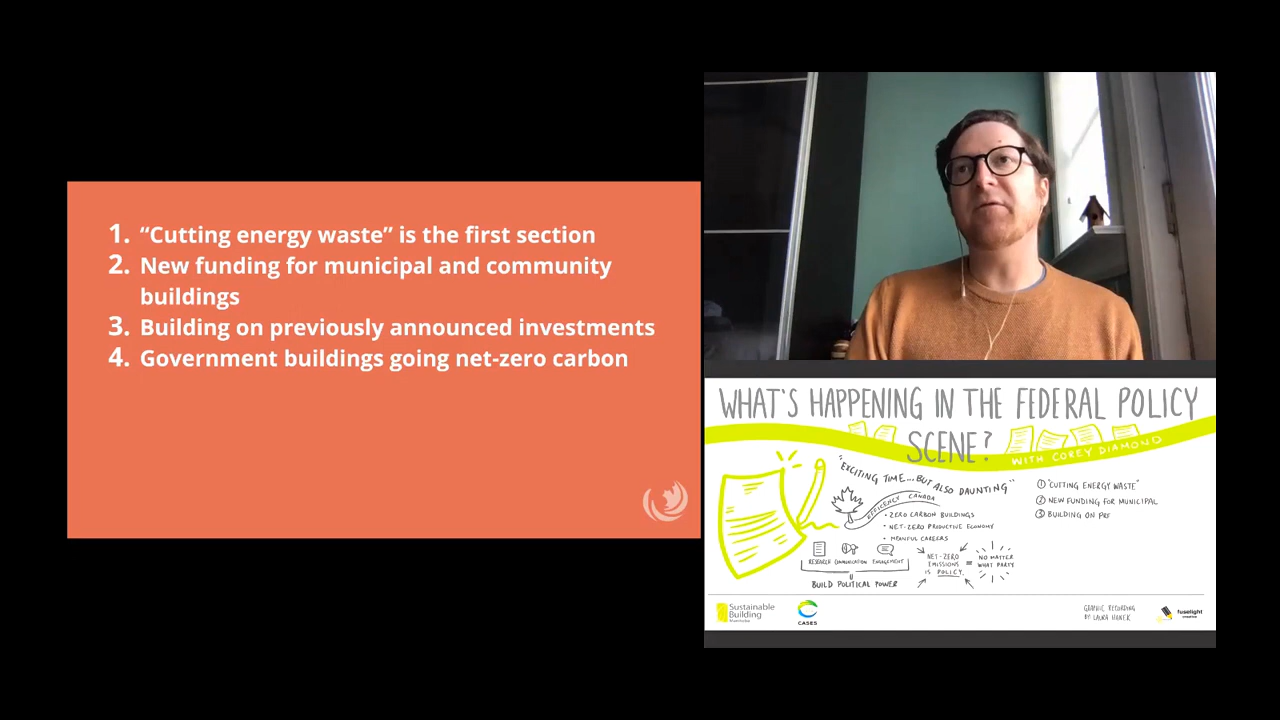 1. “Cutting energy waste” is the first section
2. New funding for municipal and community
buildings
3. Building on previously announced investments
4. Government buildings going net-zero carbon
WHAT'S HAPPENING IN THE FEDERAL POLICY
SCENE?
WITH COREY DIAMOND
"EXCITING TIME... BUT ALSO DAUNTING"
EFFICIENCY CANADA
• ZERO CARBON BUILDINGS
• NET-ZERO PRODUCTIVE ECONOMY
• MEANFUL CAREERS
RESEARCH COMMUNICATION ENGAGEMENT
BUILD POLITICAL POWER
NET-ZERO
EMISSIONS
IS POLICY.
=
NO MATTER
WHAT PARTY
① "CUTTING ENERGY WASTE"
② NEW FUNDING FOR MUNICIPAL
③ BUILDING ON PRE
Sustainable
Building
Manitoba
CASES
GRAPHIC RECORDING
BY LAURA HANEK
fuselight
creative